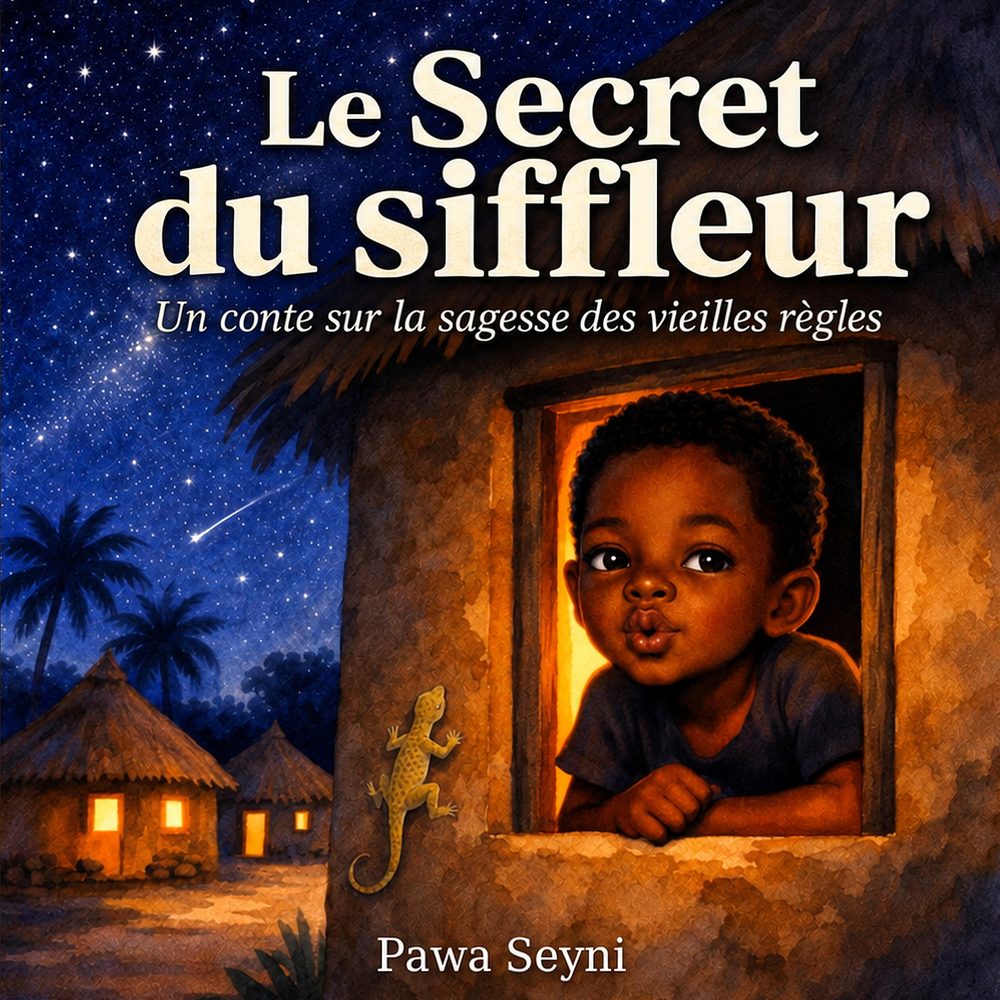 Le Secret
du siffleur
Un conte sur la sagesse des vieilles règles
Pawa Seyni